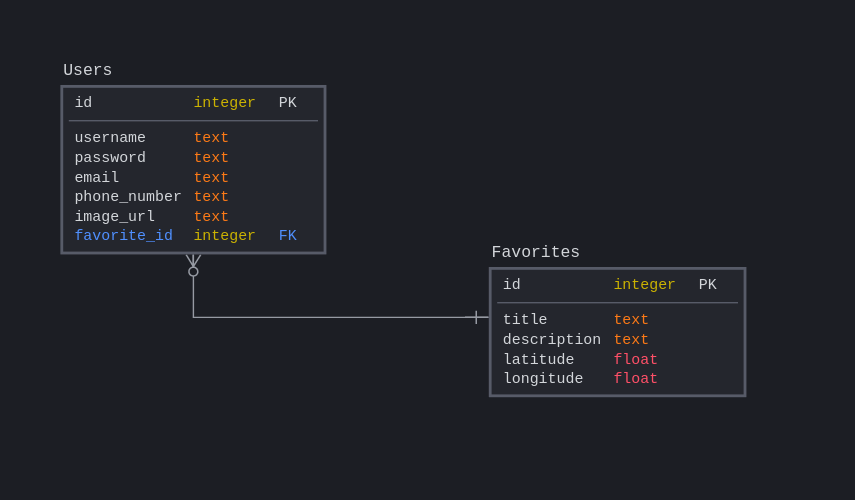 Users
id integer PK
username text
password text
email text
phone_number text
image_url text
favorite_id integer FK
Favorites
id integer PK
title text
description text
latitude float
longitude float